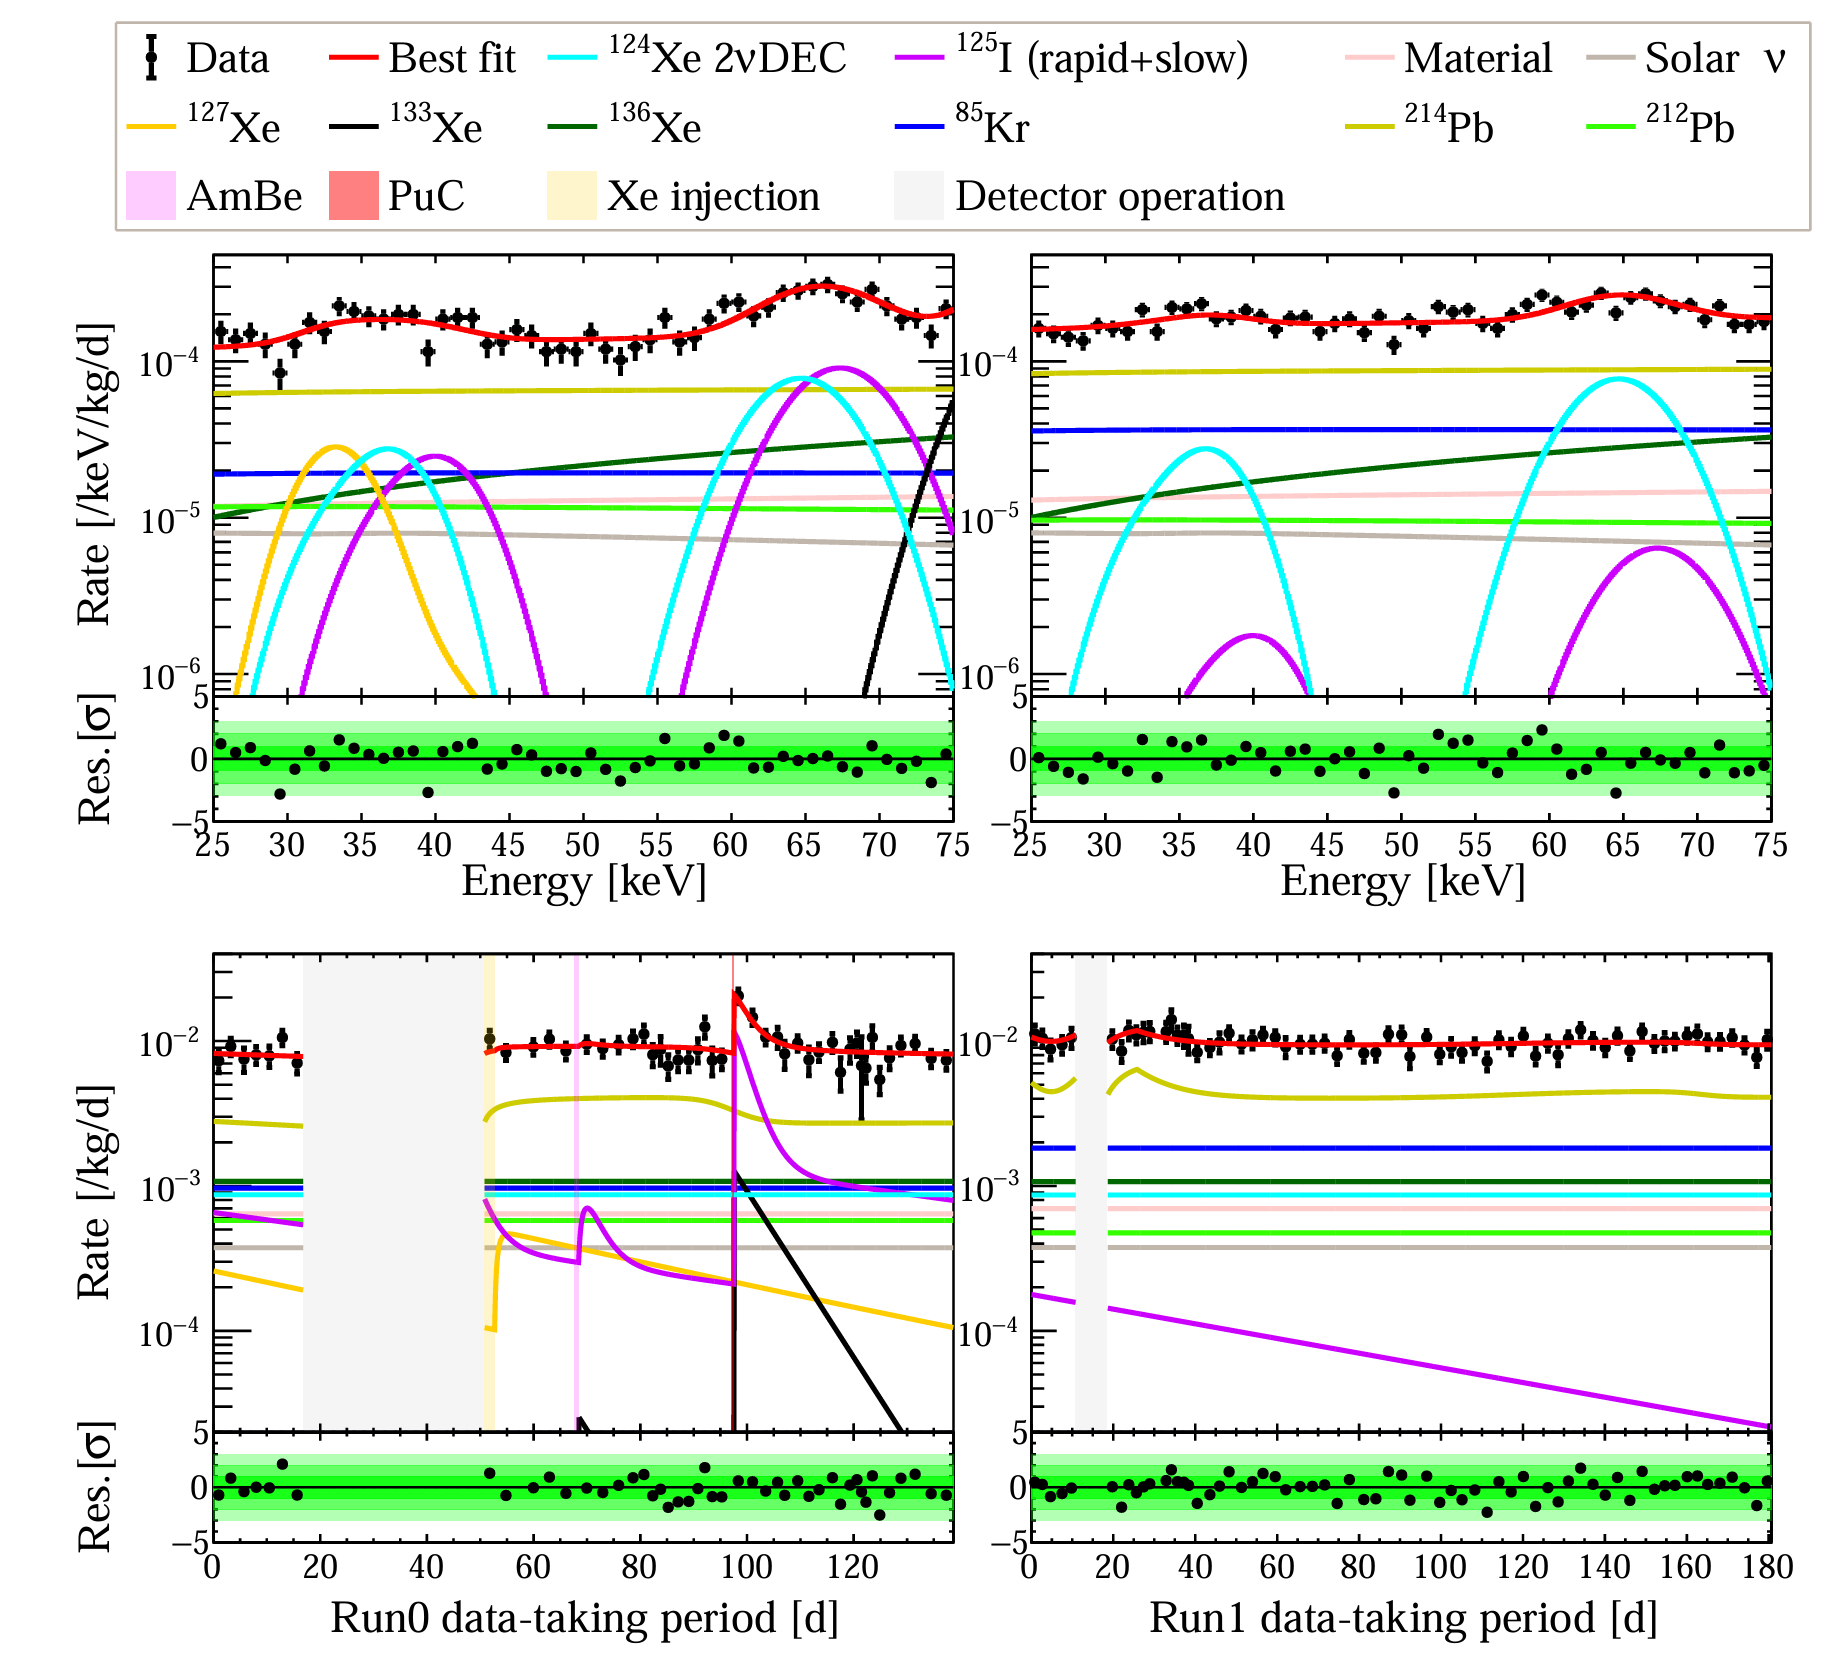 Data Best fit ¹²⁴Xe 2νDEC ¹²⁵I (rapid+slow) Material Solar ν
¹²⁷Xe ¹³³Xe ¹³⁶Xe ⁸⁵Kr ²¹⁴Pb ²¹²Pb
AmBe PuC Xe injection Detector operation
Rate [/keV/kg/d]
10⁻⁴
10⁻⁵
10⁻⁶
10⁻⁴
10⁻⁵
10⁻⁶
Res.[σ]
5
0
−5
5
0
−5
25 30 35 40 45 50 55 60 65 70 75
25 30 35 40 45 50 55 60 65 70 75
Energy [keV]
Energy [keV]
Rate [/kg/d]
10⁻²
10⁻³
10⁻⁴
10⁻²
10⁻³
10⁻⁴
Res.[σ]
5
0
−5
5
0
−5
0 20 40 60 80 100 120
0 20 40 60 80 100 120 140 160 180
Run0 data-taking period [d]
Run1 data-taking period [d]